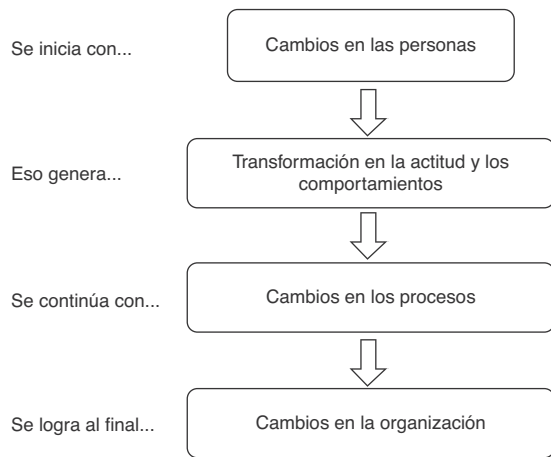 Se inicia con...
Cambios en las personas
Eso genera...
Transformación en la actitud y los
comportamientos
Se continúa con...
Cambios en los procesos
Se logra al final...
Cambios en la organización